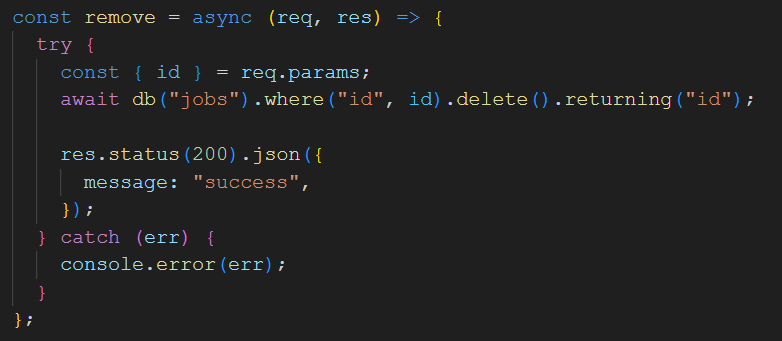 const remove = async (req, res) => {
  try {
    const { id } = req.params;
    await db("jobs").where("id", id).delete().returning("id");

    res.status(200).json({
      message: "success",
    });
  } catch (err) {
    console.error(err);
  }
};